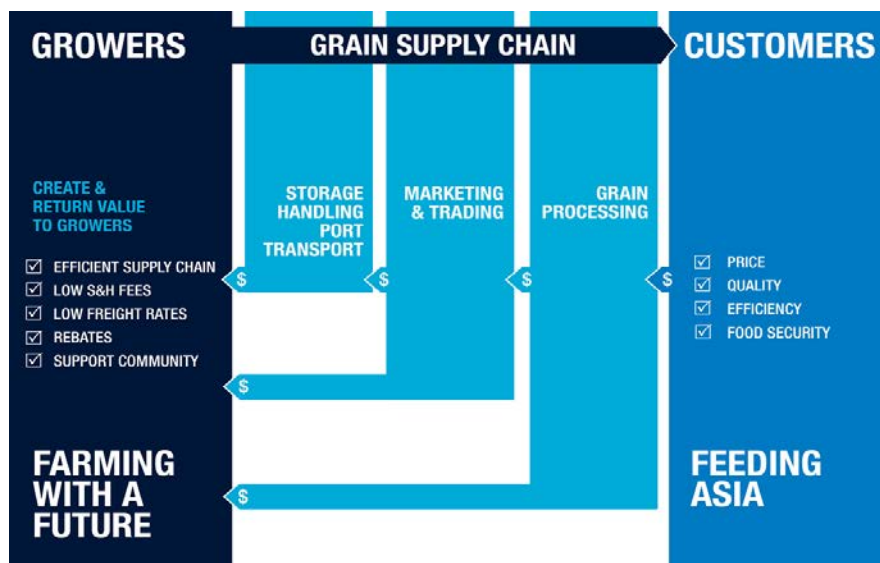 GROWERS
GRAIN SUPPLY CHAIN
CUSTOMERS
CREATE &
RETURN VALUE
TO GROWERS
EFFICIENT SUPPLY CHAIN
LOW S&H FEES
LOW FREIGHT RATES
REBATES
SUPPORT COMMUNITY
FARMING
WITH A
FUTURE
STORAGE
HANDLING
PORT
TRANSPORT
MARKETING
& TRADING
GRAIN
PROCESSING
$
$
$
$
$
$
PRICE
QUALITY
EFFICIENCY
FOOD SECURITY
FEEDING
ASIA